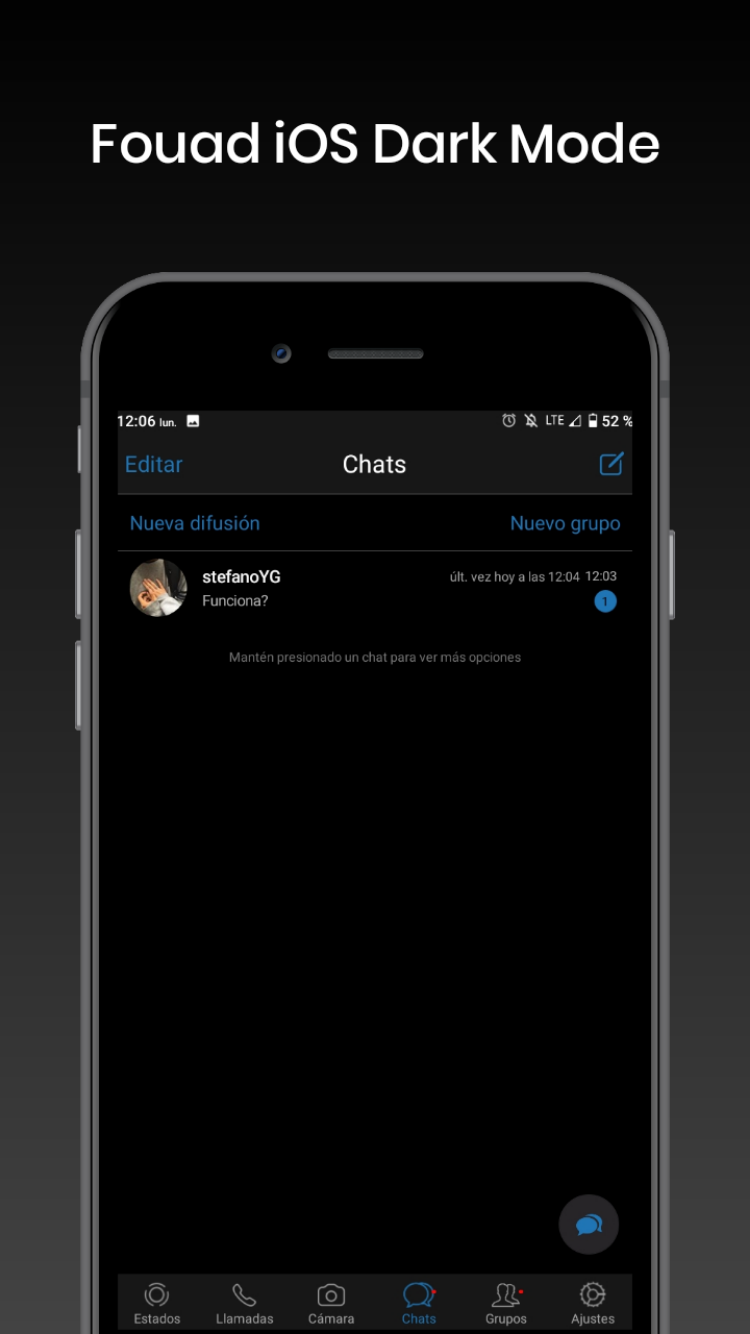 Fouad iOS Dark Mode
12:06 lun. LTE 52 %
Editar Chats
Nueva difusión Nuevo grupo
stefanoYG últ. vez hoy a las 12:04 12:03
Funciona? 1
Mantén presionado un chat para ver más opciones
Estados Llamadas Cámara Chats Grupos Ajustes